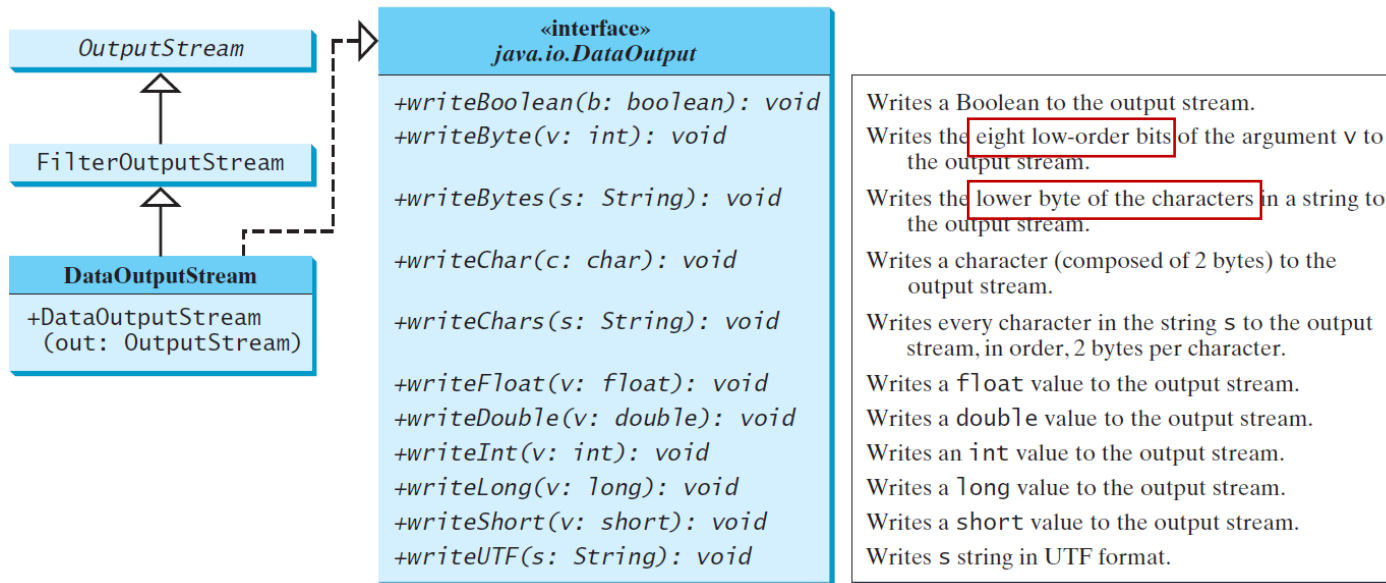 OutputStream
FilterOutputStream
DataOutputStream
+DataOutputStream
(out: OutputStream)
«interface»
java.io.DataOutput
+writeBoolean(b: boolean): void
+writeByte(v: int): void
+writeBytes(s: String): void
+writeChar(c: char): void
+writeChars(s: String): void
+writeFloat(v: float): void
+writeDouble(v: double): void
+writeInt(v: int): void
+writeLong(v: long): void
+writeShort(v: short): void
+writeUTF(s: String): void
Writes a Boolean to the output stream.
Writes the eight low-order bits of the argument v to
the output stream.
Writes the lower byte of the characters in a string to
the output stream.
Writes a character (composed of 2 bytes) to the
output stream.
Writes every character in the string s to the output
stream, in order, 2 bytes per character.
Writes a float value to the output stream.
Writes a double value to the output stream.
Writes an int value to the output stream.
Writes a long value to the output stream.
Writes a short value to the output stream.
Writes s string in UTF format.